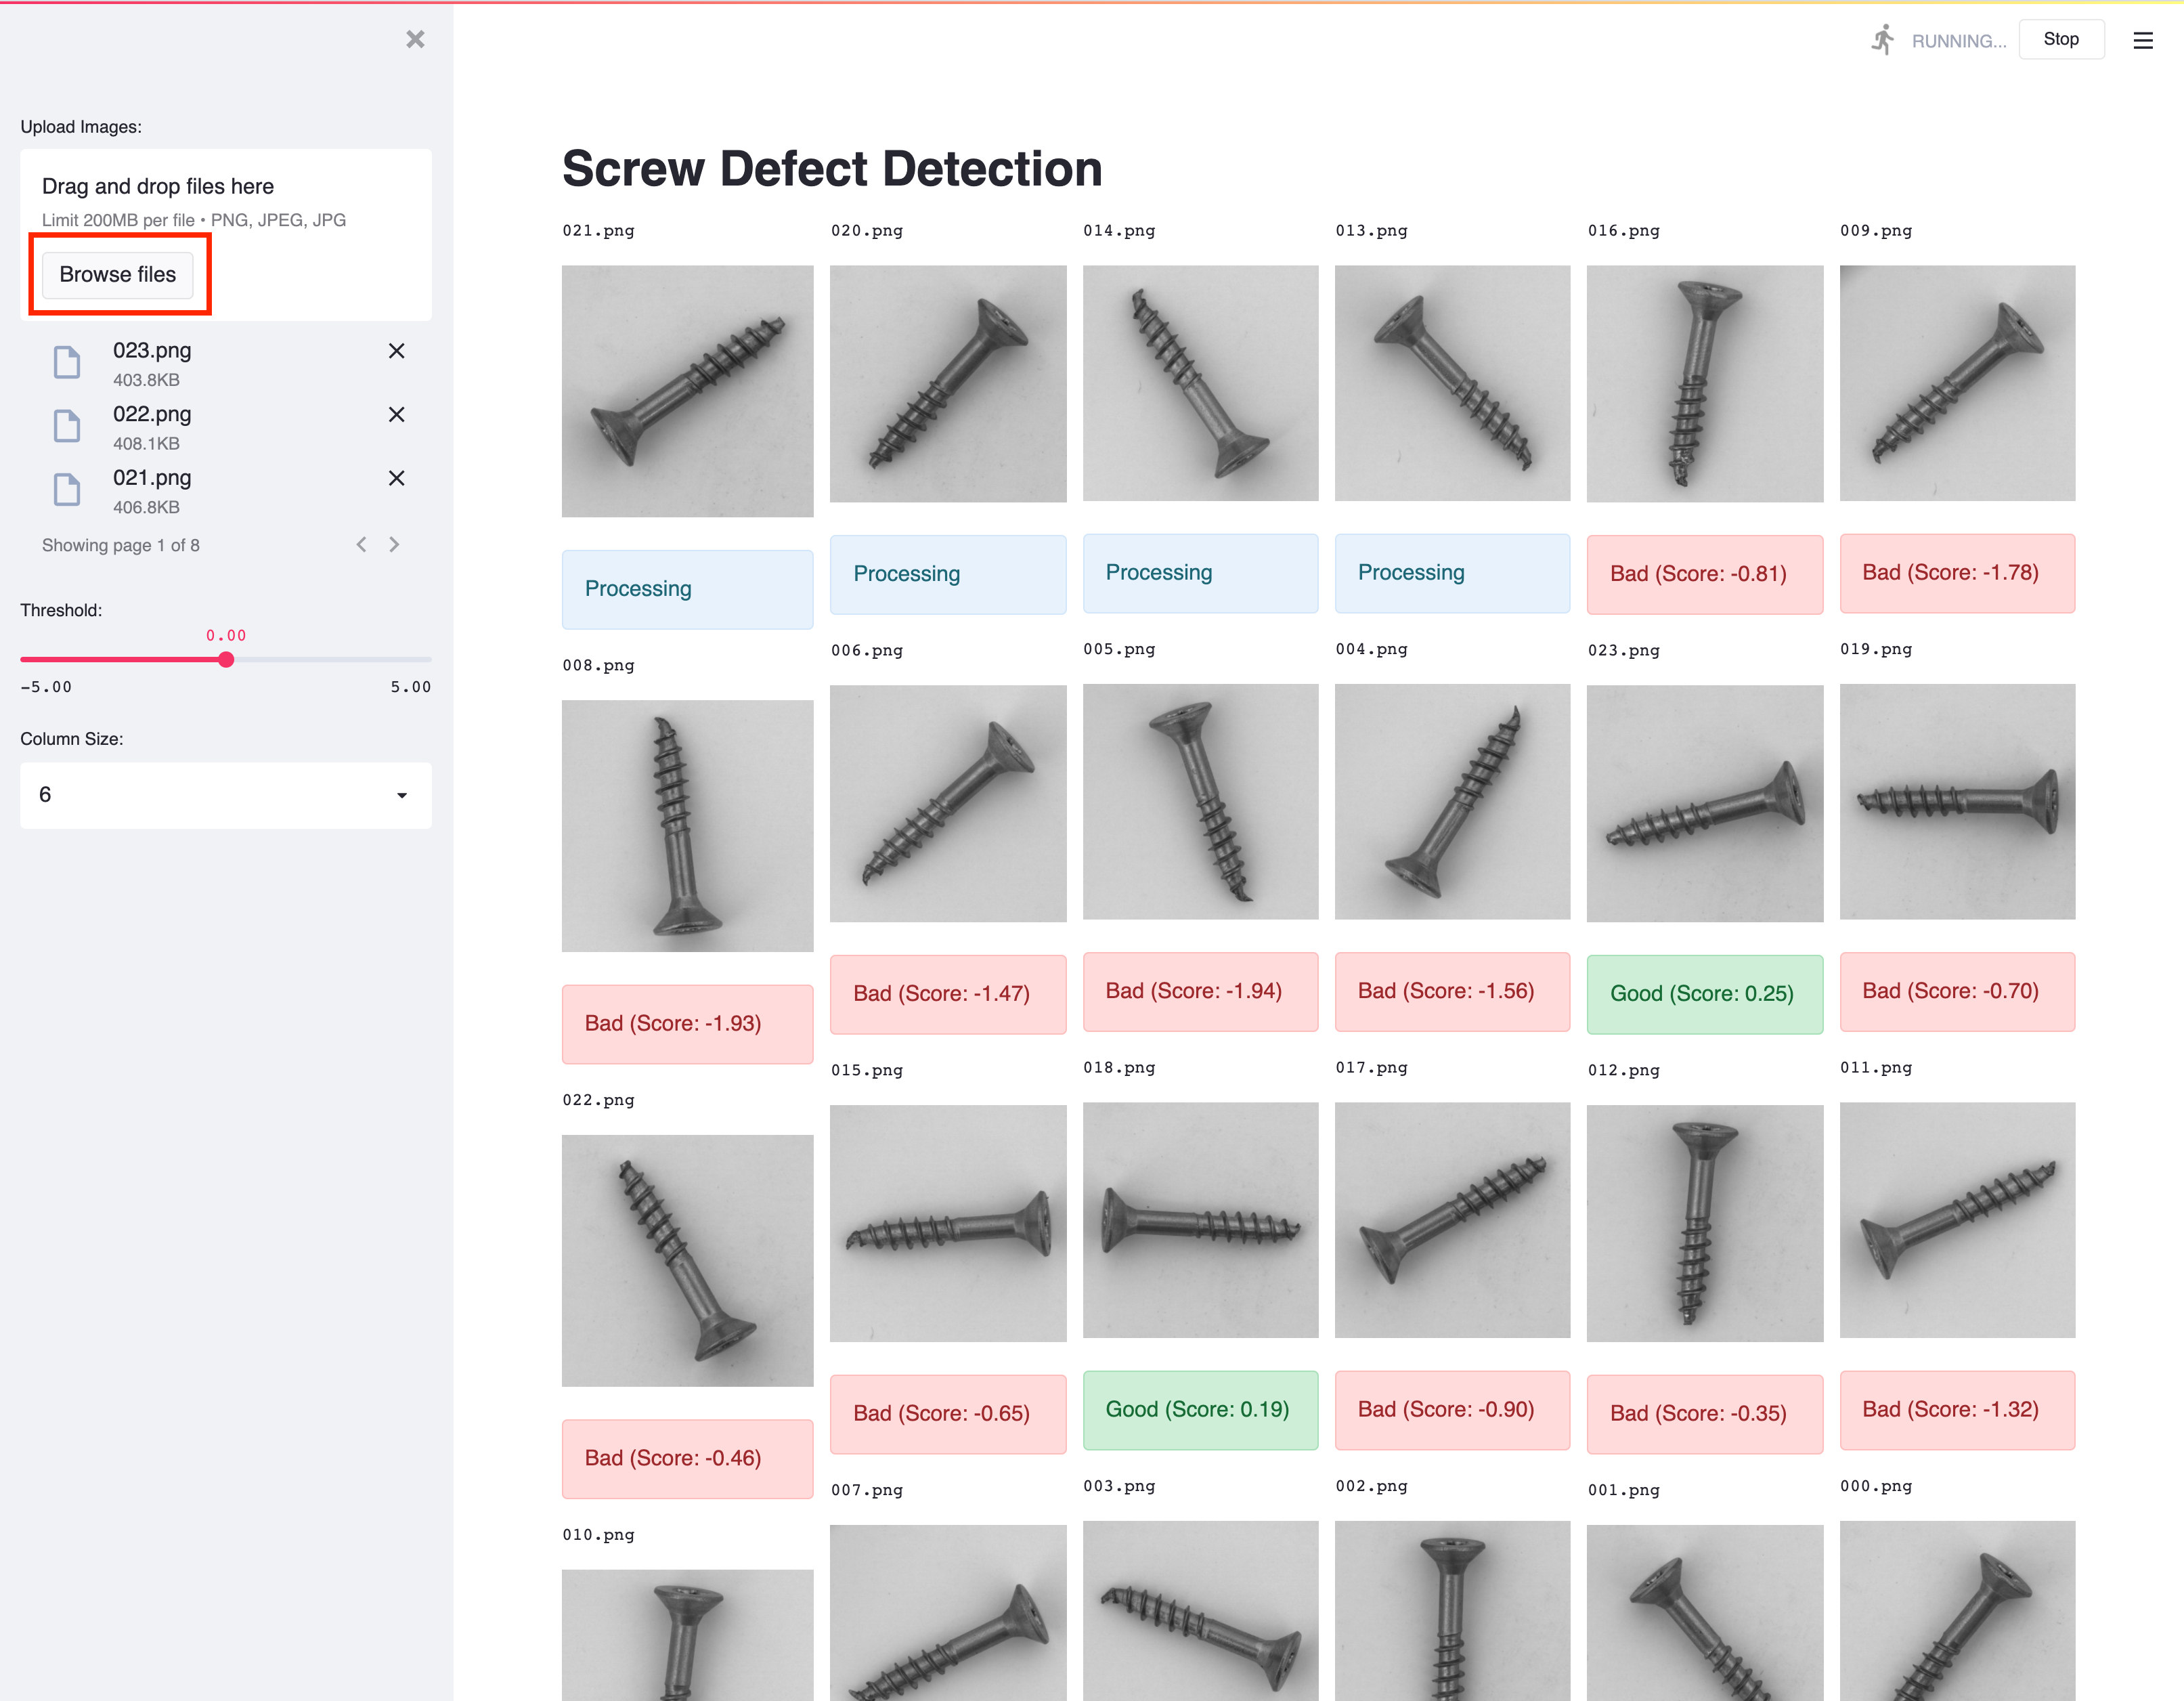 RUNNING...
Stop
Upload Images:
Drag and drop files here
Limit 200MB per file • PNG, JPEG, JPG
Browse files
023.png
403.8KB
022.png
408.1KB
021.png
406.8KB
Showing page 1 of 8
Threshold:
0.00
-5.00 5.00
Column Size:
6
Screw Defect Detection
021.png 020.png 014.png 013.png 016.png 009.png
Processing Processing Processing Processing Bad (Score: -0.81) Bad (Score: -1.78)
008.png 006.png 005.png 004.png 023.png 019.png
Bad (Score: -1.93) Bad (Score: -1.47) Bad (Score: -1.94) Bad (Score: -1.56) Good (Score: 0.25) Bad (Score: -0.70)
022.png 015.png 018.png 017.png 012.png 011.png
Bad (Score: -0.46) Bad (Score: -0.65) Good (Score: 0.19) Bad (Score: -0.90) Bad (Score: -0.35) Bad (Score: -1.32)
010.png 007.png 003.png 002.png 001.png 000.png